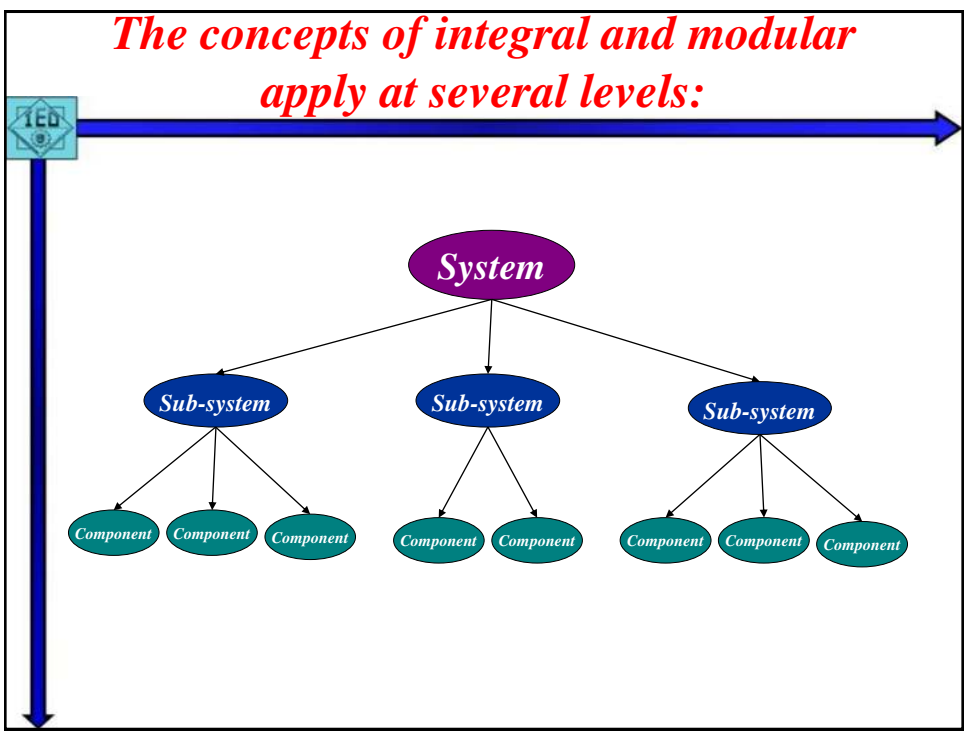 The concepts of integral and modular
apply at several levels:
IED
System
Sub-system Sub-system Sub-system
Component Component Component Component Component Component Component Component